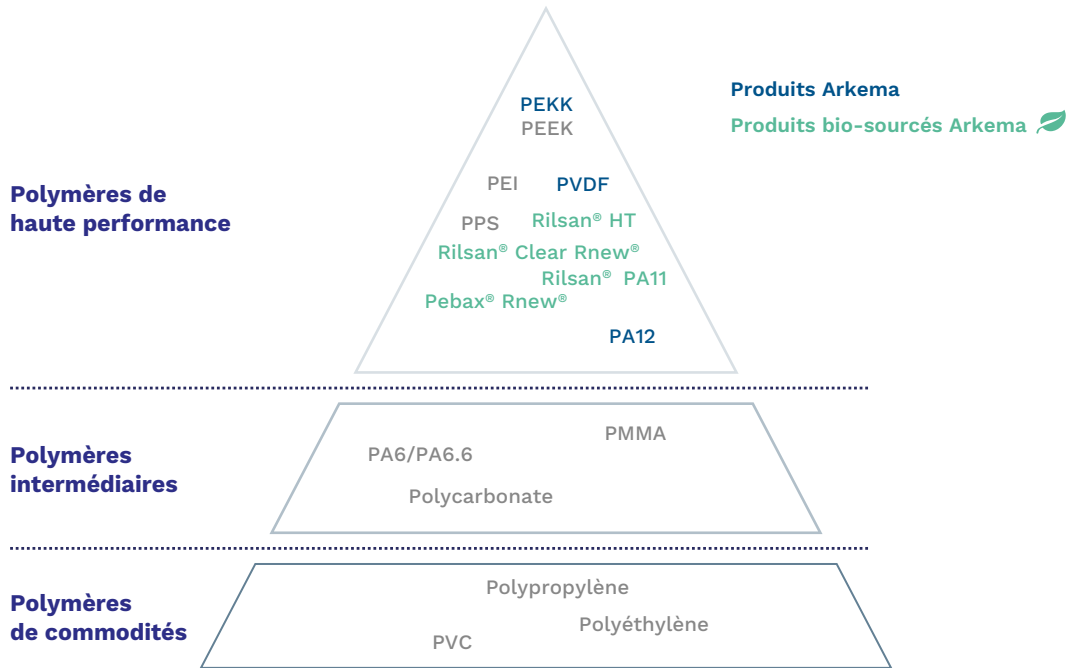 PEKK
PEEK
Produits Arkema
Produits bio-sourcés Arkema
Polymères de
haute performance
PEI
PVDF
PPS
Rilsan® HT
Rilsan® Clear Rnew®
Rilsan® PA11
Pebax® Rnew®
PA12
Polymères
intermédiaires
PMMA
PA6/PA6.6
Polycarbonate
Polymères
de commodités
Polypropylène
Polyéthylène
PVC